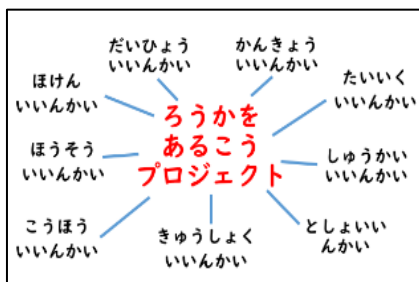 だいひょう
いいんかい
かんきょう
いいんかい
ほけん
いいんかい
たいいく
いいんかい
ろうかを
あるこう
プロジェクト
ほうそう
いいんかい
しゅうかい
いいんかい
こうほう
いいんかい
きゅうしょく
いいんかい
としょいい
んかい